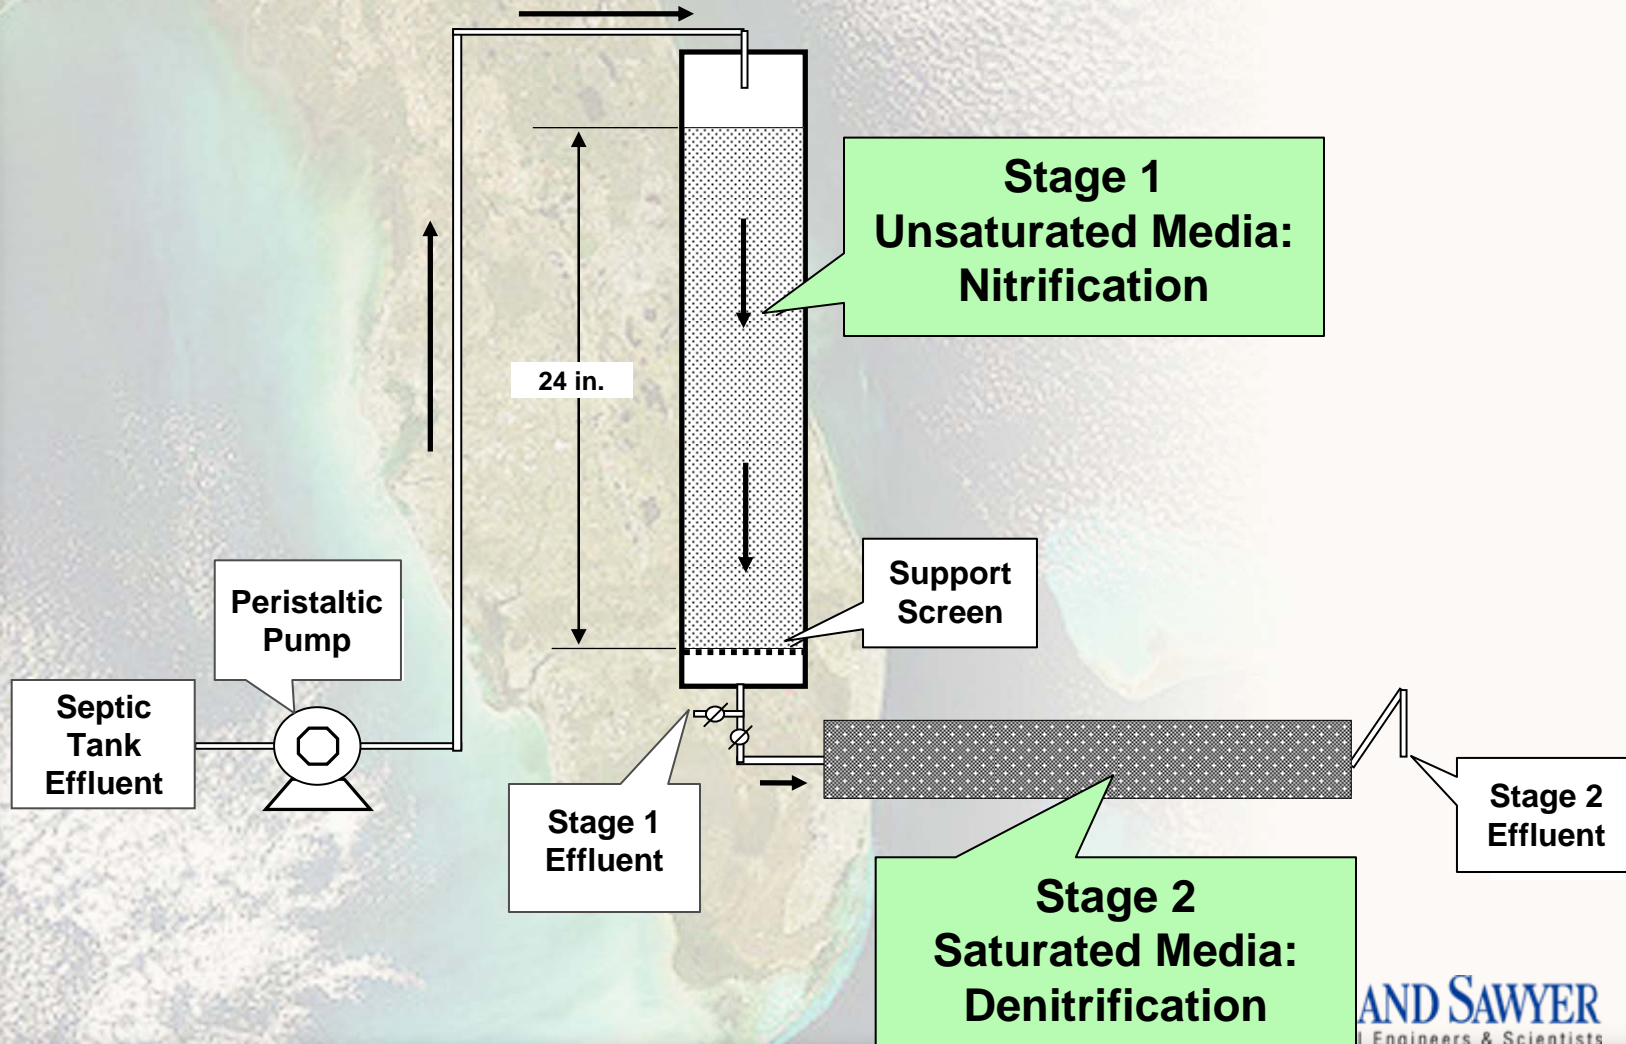 Stage 1
Unsaturated Media:
Nitrification
24 in.
Support
Screen
Peristaltic
Pump
Septic
Tank
Effluent
Stage 1
Effluent
Stage 2
Effluent
Stage 2
Saturated Media:
Denitrification
AND SAWYER
l Engineers & Scientists